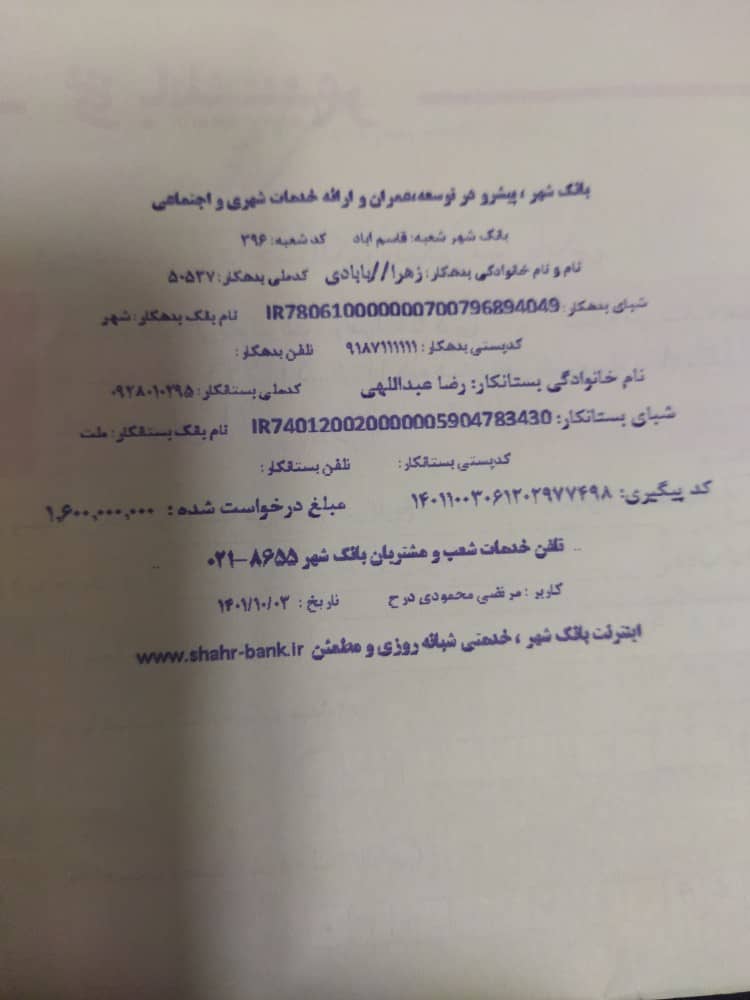 بانک شهر ، پیشرو در توسعه،عمران و ارائه خدمات شهری و اجتماعی
بانک شهر شعبه: قاسم اباد کدشعبه: ۳۹۶
نام و نام خانوادگی بدهکار: زهرا//بابادی کدملی بدهکار: ۵۰۵۳۷
شبای بدهکار: IR780610000000700796894049 نام بانک بدهکار: شهر
کدپستی بدهکار: ۹۱۸۷۱۱۱۱۱۱ تلفن بدهکار:
نام خانوادگی بستانکار: رضا عبداللهی کدملی بستانکار: ۰۹۲۸۰۱۰۲۹۵
شبای بستانکار: IR740120020000005904783430 نام بانک بستانکار: ملت
کدپستی بستانکار: تلفن بستانکار:
کد پیگیری: ۱۴۰۱۱۰۰۳۰۶۱۲۰۲۹۷۷۴۹۸ مبلغ درخواست شده: ۱,۶۰۰,۰۰۰,۰۰۰
تلفن خدمات شعب و مشتریان بانک شهر ۸۶۵۵-۰۲۱
کاربر: مرتضی محمودی درح تاریخ: ۱۴۰۱/۱۰/۰۳
اینترنت بانک شهر ، خدمتی شبانه روزی و مطمئن www.shahr-bank.ir